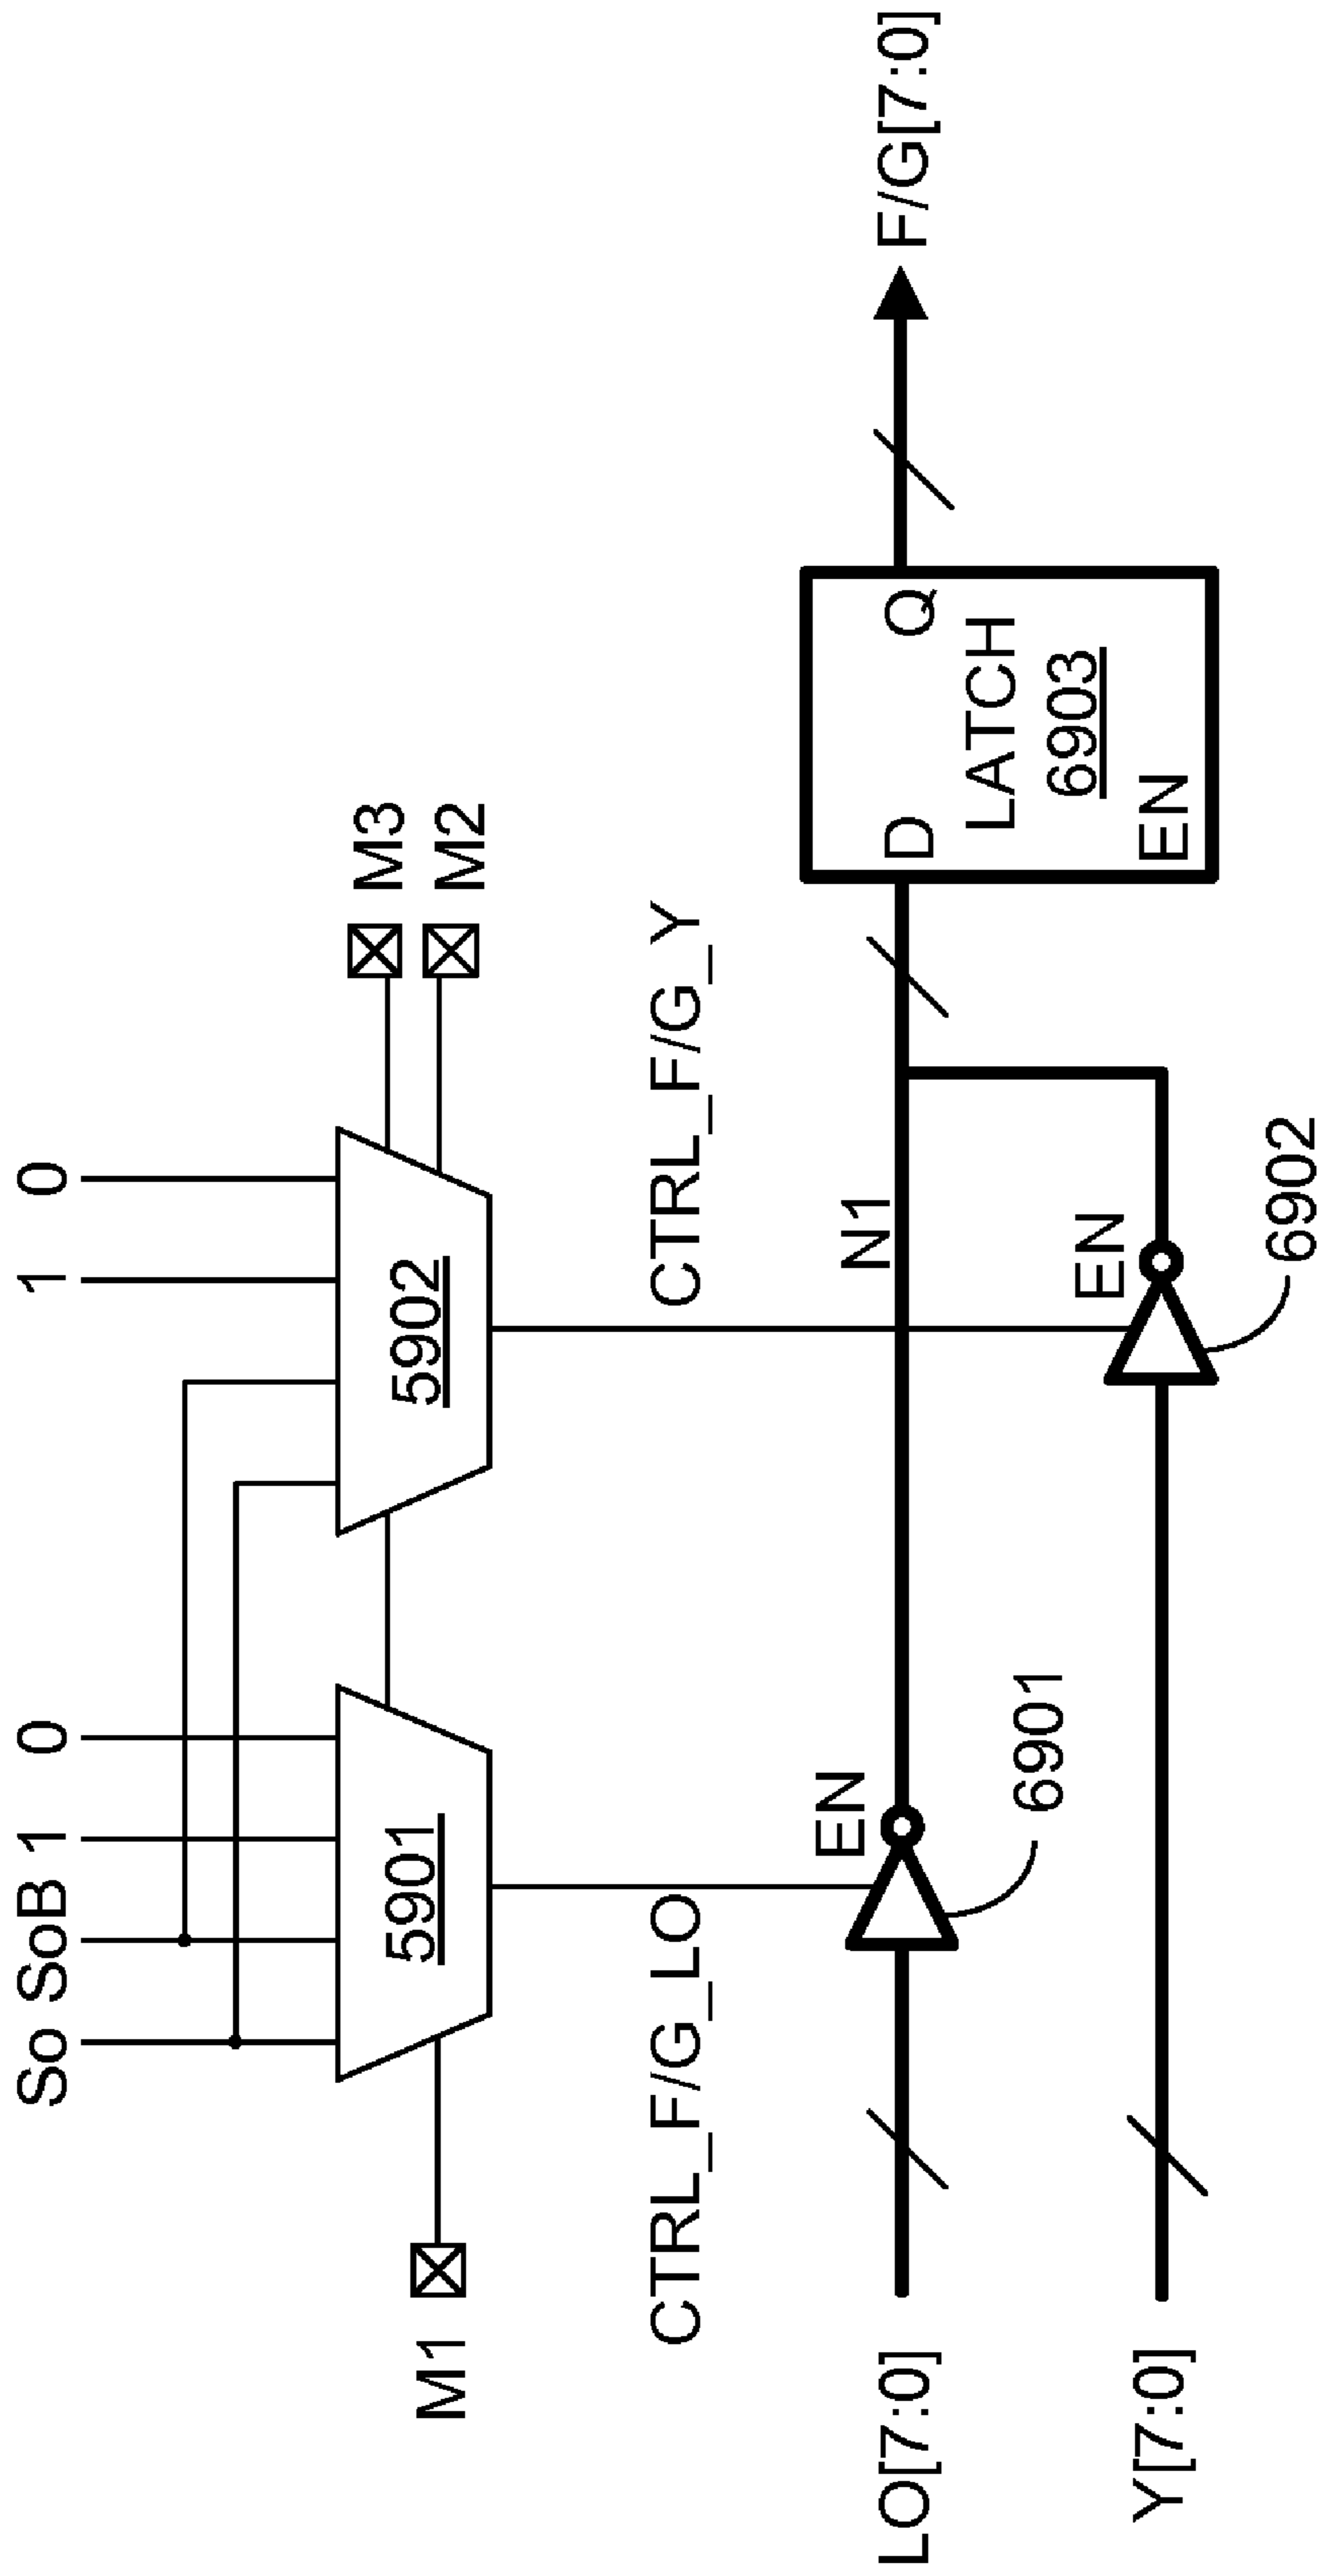 So SoB 1 0 1 0
M1
5901
5902
M3
M2
CTRL_F/G_LO
CTRL_F/G_Y
LO[7:0]
EN
N1
D
Q
F/G[7:0]
LATCH
6903
6901
Y[7:0]
EN
EN
6902